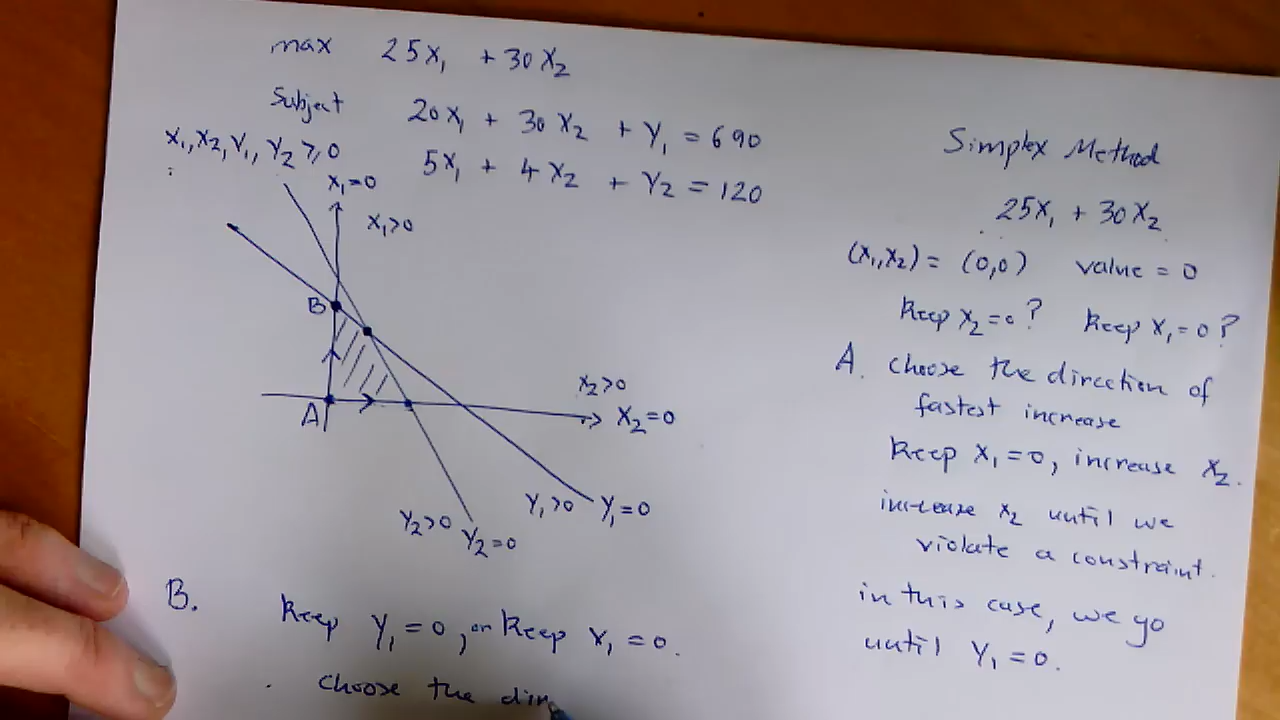 max 25x₁ + 30x₂
Subject 20x₁ + 30x₂ + y₁ = 690
x₁, x₂, y₁, y₂ ≥ 0 5x₁ + 4x₂ + y₂ = 120
x₁=0
x₁>0
B
A
x₂>0
x₂=0
y₁>0 y₁=0
y₂>0 y₂=0
B. Keep y₁=0, or keep x₁=0.
Choose the
Simplex Method
25x₁ + 30x₂
(x₁,x₂) = (0,0) value = 0
keep x₂=0? keep x₁=0?
A. Choose the direction of
fastest increase
keep x₁=0, increase x₂.
increase x₂ until we
violate a constraint.
in this case, we go
until y₁=0.